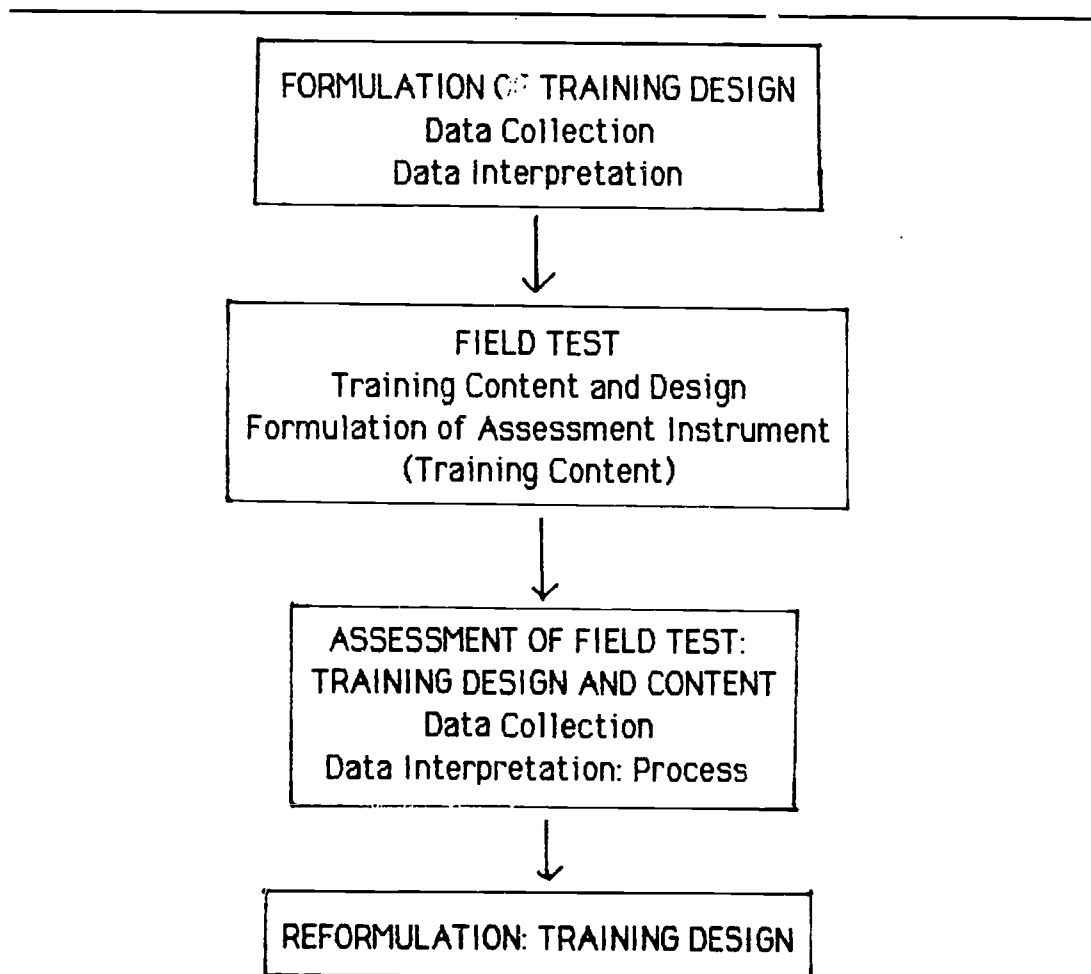 FORMULATION OF TRAINING DESIGN
Data Collection
Data Interpretation
FIELD TEST
Training Content and Design
Formulation of Assessment Instrument
(Training Content)
ASSESSMENT OF FIELD TEST:
TRAINING DESIGN AND CONTENT
Data Collection
Data Interpretation: Process
REFORMULATION: TRAINING DESIGN